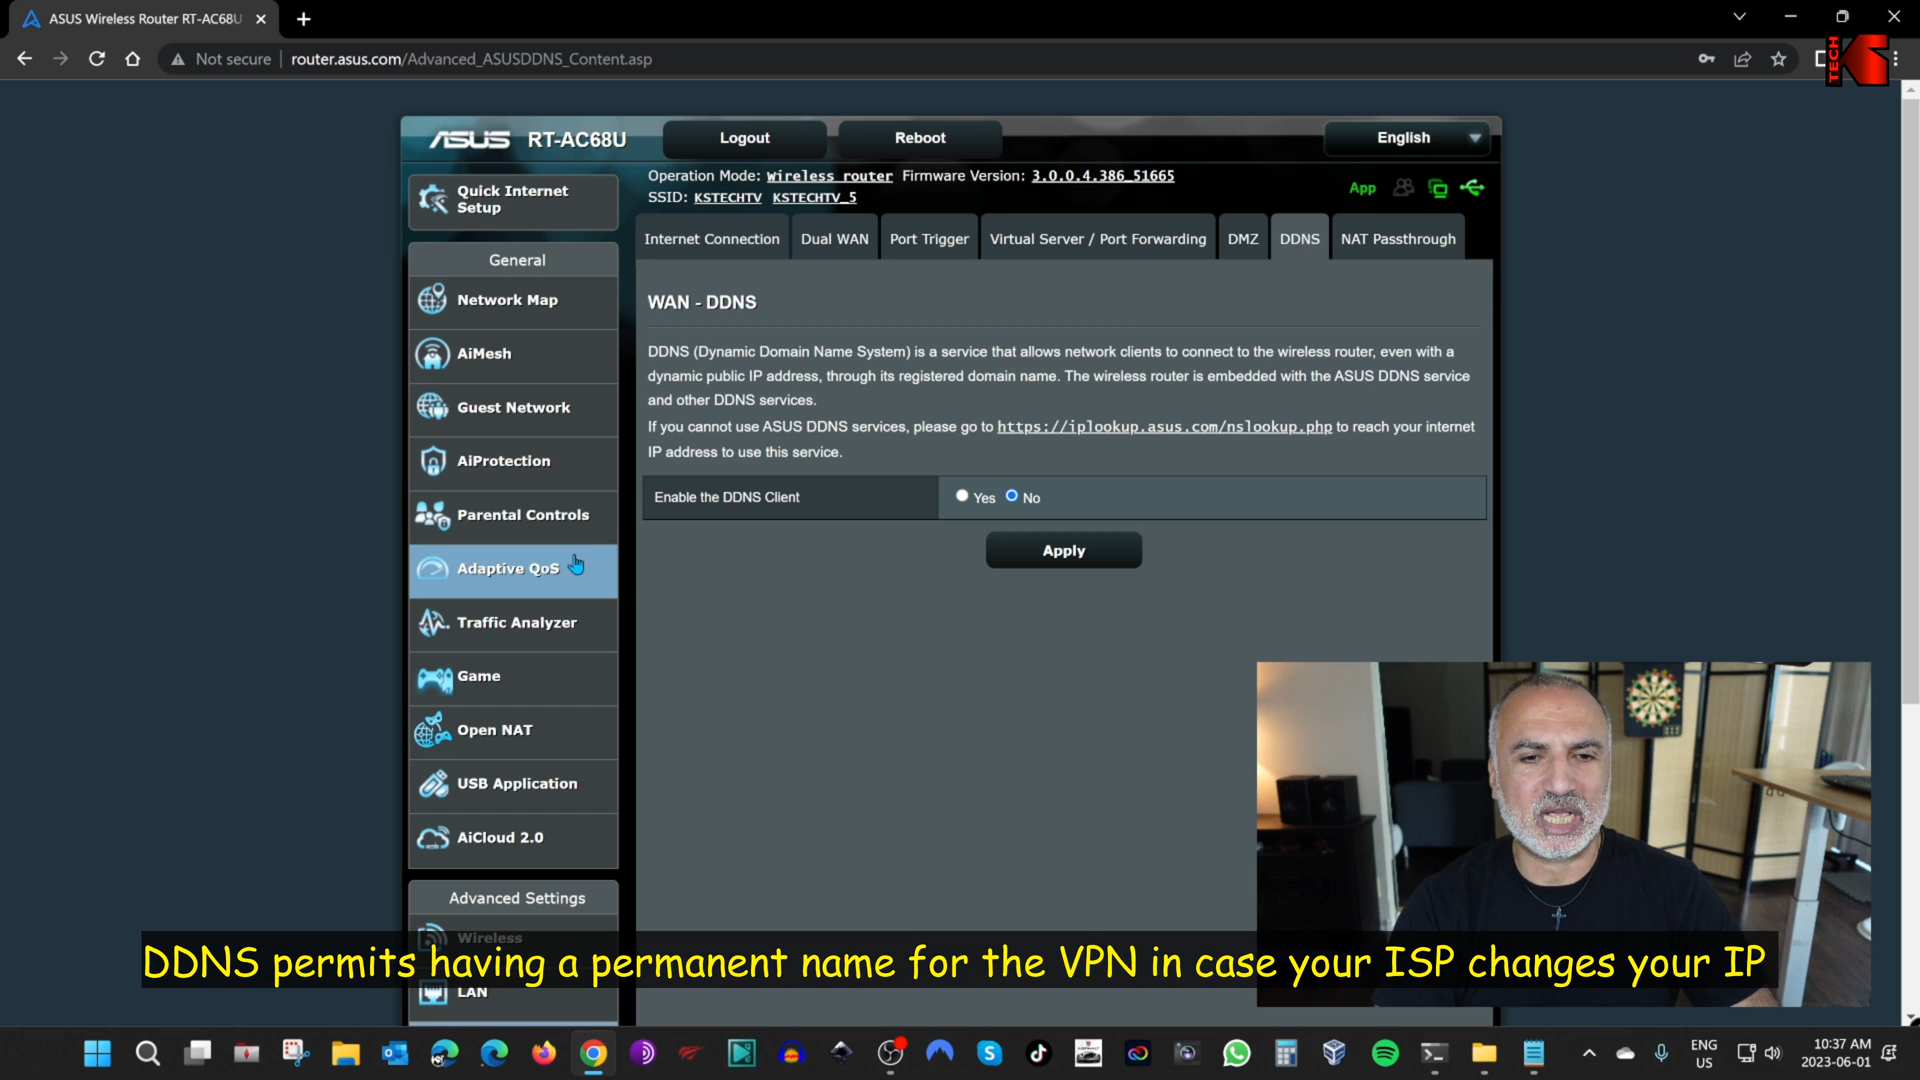 ASUS Wireless Router RT-AC68U
Not secure | router.asus.com/Advanced_ASUSDDNS_Content.asp
TECH KS
ASUS RT-AC68U Logout Reboot English
Operation Mode: Wireless router Firmware Version: 3.0.0.4.386_51665
SSID: KSTECHTV KSTECHTV_5
App
Quick Internet
Setup
General
Network Map
AiMesh
Guest Network
AiProtection
Parental Controls
Adaptive QoS
Traffic Analyzer
Game
Open NAT
USB Application
AiCloud 2.0
Advanced Settings
Wireless
LAN
Internet Connection Dual WAN Port Trigger Virtual Server / Port Forwarding DMZ DDNS NAT Passthrough
WAN - DDNS
DDNS (Dynamic Domain Name System) is a service that allows network clients to connect to the wireless router, even with a
dynamic public IP address, through its registered domain name. The wireless router is embedded with the ASUS DDNS service
and other DDNS services.
If you cannot use ASUS DDNS services, please go to https://iplookup.asus.com/nslookup.php to reach your internet
IP address to use this service.
Enable the DDNS Client Yes No
Apply
DDNS permits having a permanent name for the VPN in case your ISP changes your IP
ENG
US
10:37 AM
2023-06-01